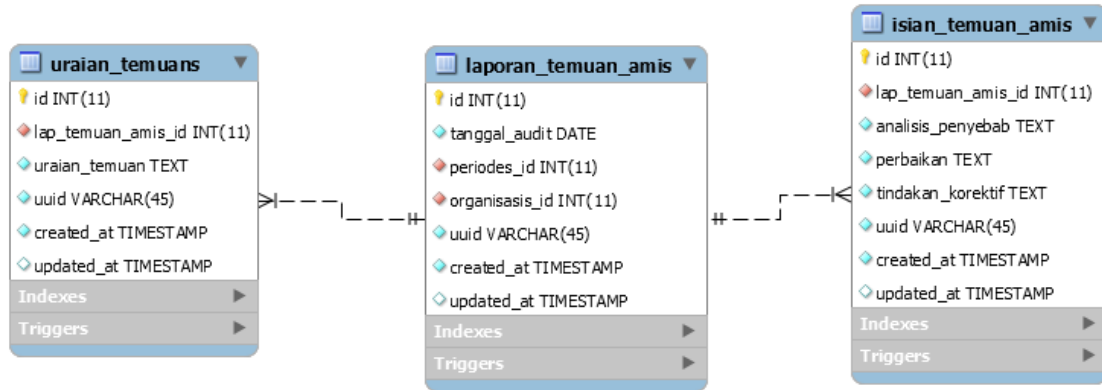 uraian_temuans
id INT(11)
lap_temuan_amis_id INT(11)
uraian_temuan TEXT
uuid VARCHAR(45)
created_at TIMESTAMP
updated_at TIMESTAMP
Indexes
Triggers
laporan_temuan_amis
id INT(11)
tanggal_audit DATE
periodes_id INT(11)
organisasis_id INT(11)
uuid VARCHAR(45)
created_at TIMESTAMP
updated_at TIMESTAMP
Indexes
Triggers
isian_temuan_amis
id INT(11)
lap_temuan_amis_id INT(11)
analisis_penyebab TEXT
perbaikan TEXT
tindakan_korektif TEXT
uuid VARCHAR(45)
created_at TIMESTAMP
updated_at TIMESTAMP
Indexes
Triggers